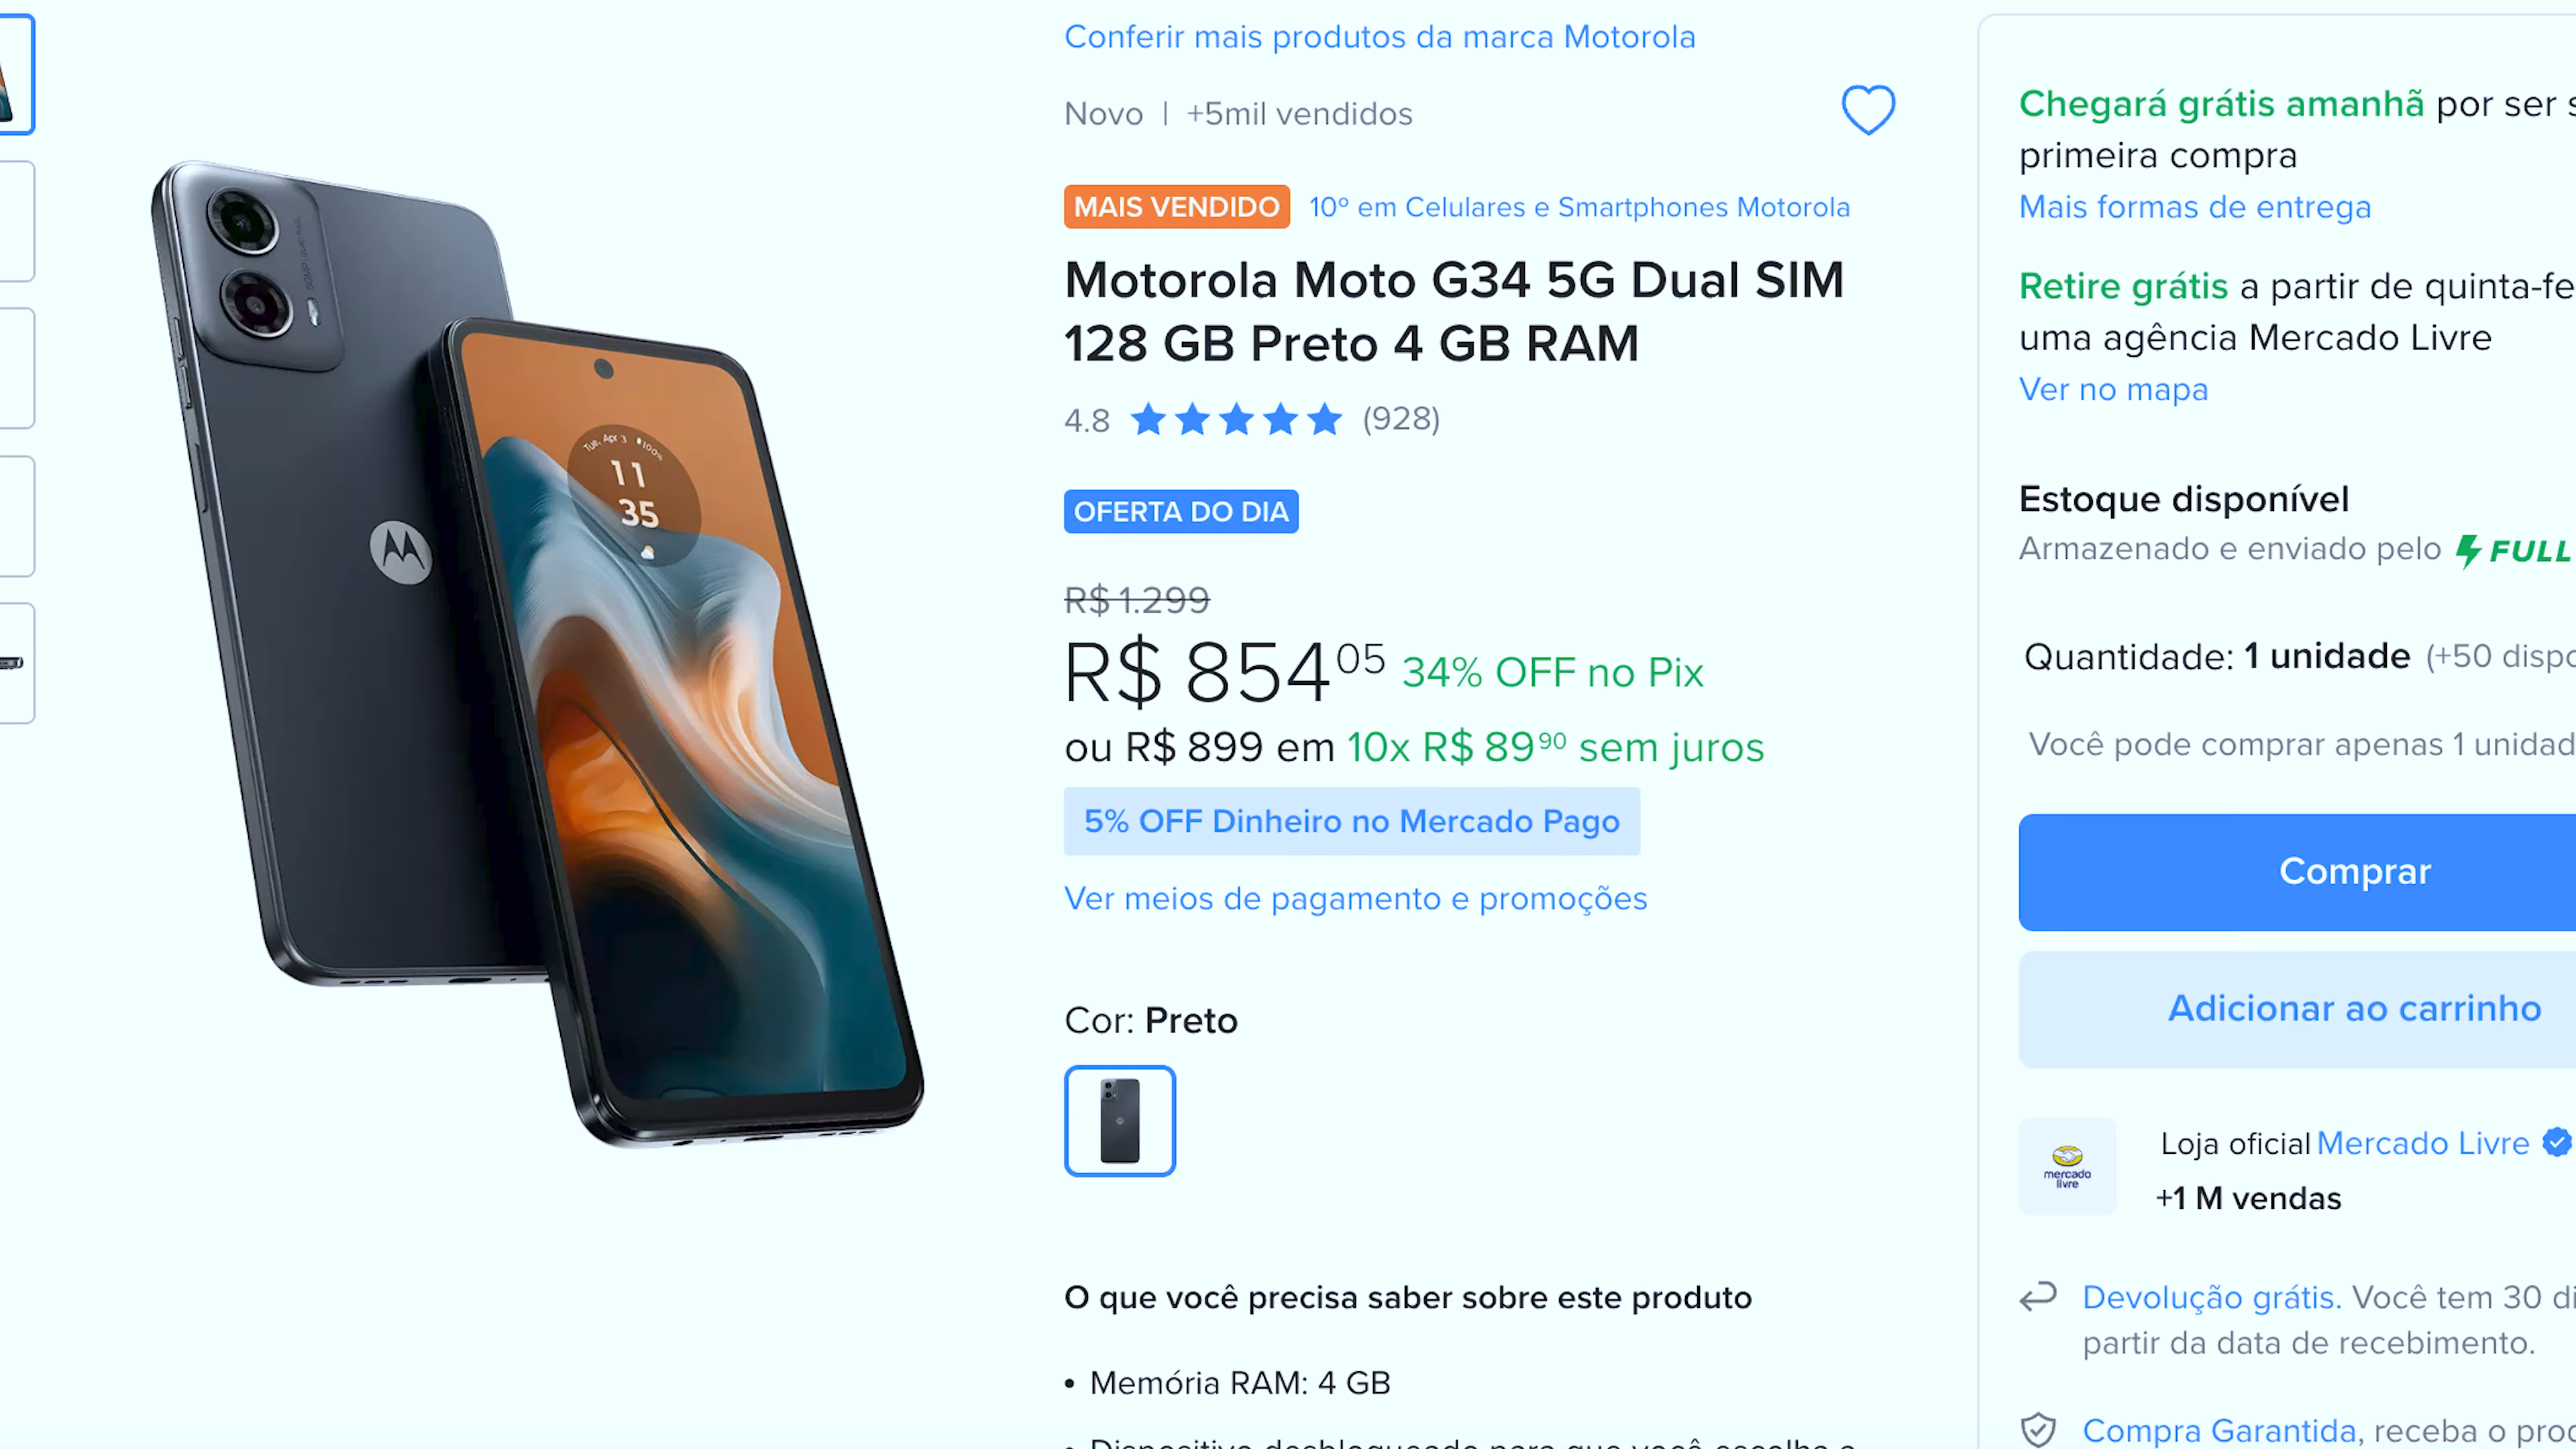 Conferir mais produtos da marca Motorola
Novo | +5mil vendidos
MAIS VENDIDO 10º em Celulares e Smartphones Motorola
Motorola Moto G34 5G Dual SIM
128 GB Preto 4 GB RAM
4.8 (928)
OFERTA DO DIA
R$ 1.299
R$ 854 05 34% OFF no Pix
ou R$ 899 em 10x R$ 89 90 sem juros
5% OFF Dinheiro no Mercado Pago
Ver meios de pagamento e promoções
Cor: Preto
O que você precisa saber sobre este produto
• Memória RAM: 4 GB
Tue, Apr 3 100%
11
35
Chegará grátis amanhã por ser
primeira compra
Mais formas de entrega
Retire grátis a partir de quinta-fe
uma agência Mercado Livre
Ver no mapa
Estoque disponível
Armazenado e enviado pelo FULL
Quantidade: 1 unidade (+50 dispo
Você pode comprar apenas 1 unidad
Comprar
Adicionar ao carrinho
mercado
livre
Loja oficial Mercado Livre
+1 M vendas
Devolução grátis. Você tem 30 di
partir da data de recebimento.
Compra Garantida, receba o pro